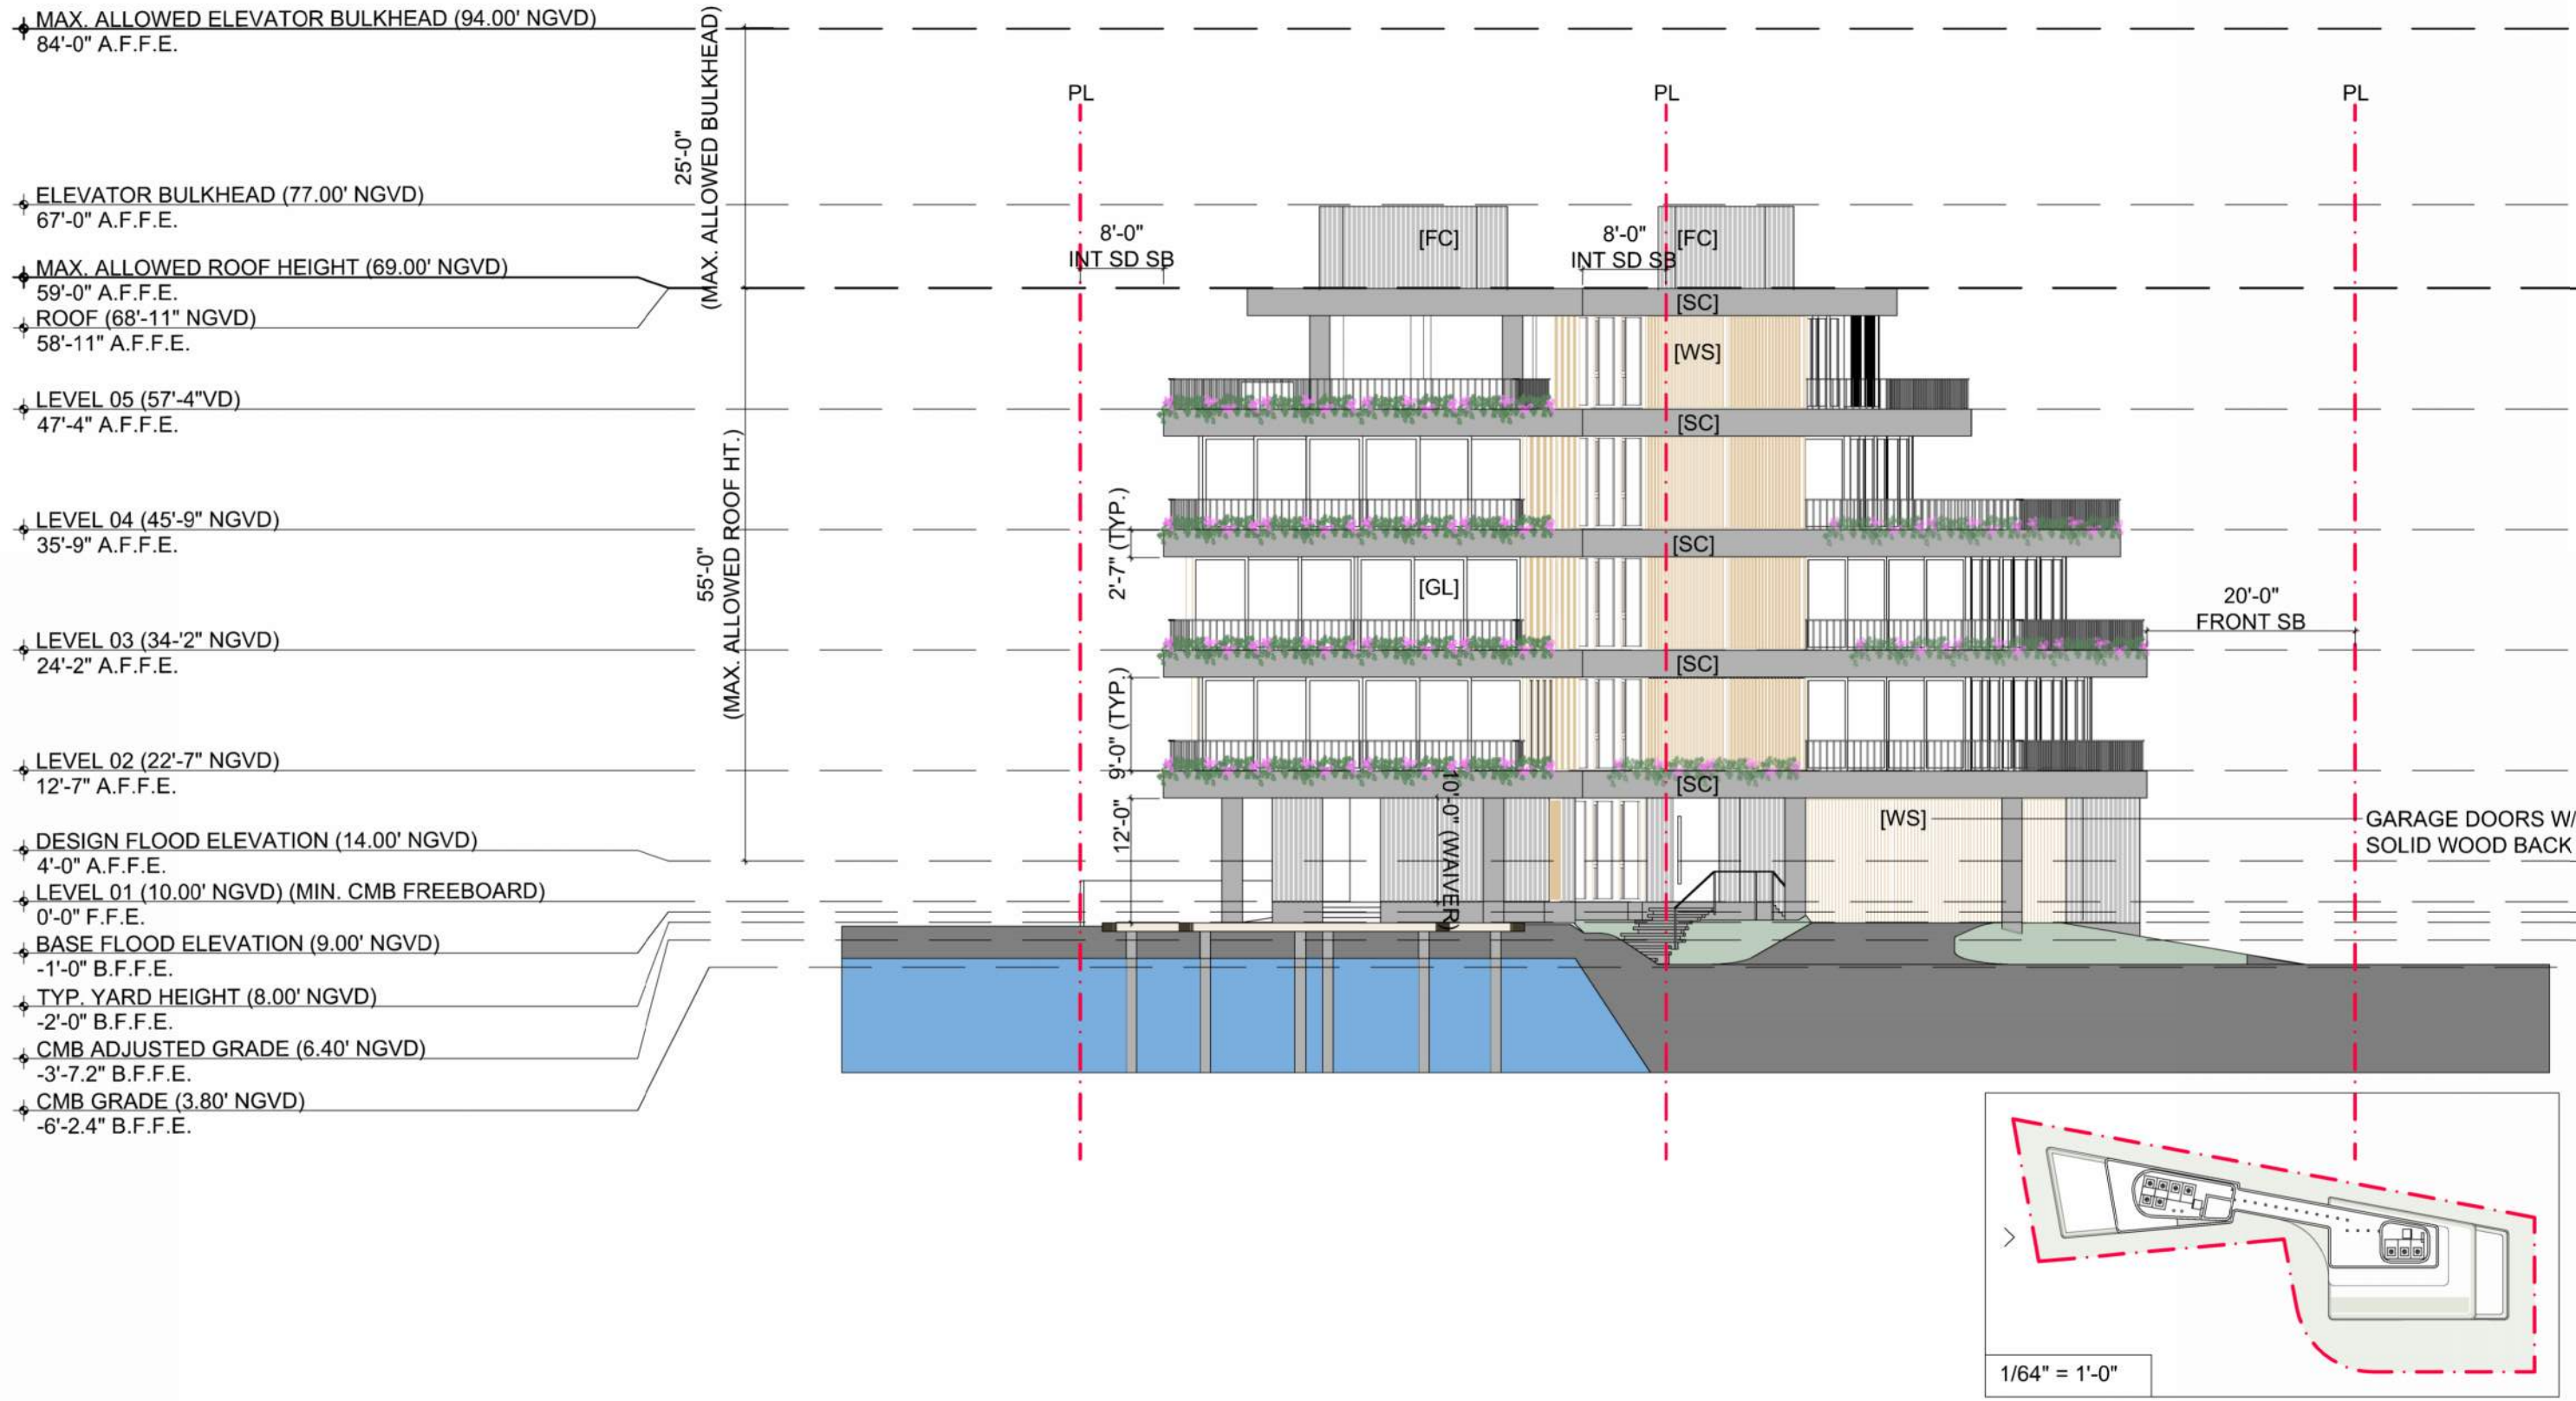 MAX. ALLOWED ELEVATOR BULKHEAD (94.00' NGVD)
84'-0" A.F.F.E.
ELEVATOR BULKHEAD (77.00' NGVD)
67'-0" A.F.F.E.
MAX. ALLOWED ROOF HEIGHT (69.00' NGVD)
59'-0" A.F.F.E.
ROOF (68'-11" NGVD)
58'-11" A.F.F.E.
LEVEL 05 (57'-4"VD)
47'-4" A.F.F.E.
LEVEL 04 (45'-9" NGVD)
35'-9" A.F.F.E.
LEVEL 03 (34-'2" NGVD)
24'-2" A.F.F.E.
LEVEL 02 (22'-7" NGVD)
12'-7" A.F.F.E.
DESIGN FLOOD ELEVATION (14.00' NGVD)
4'-0" A.F.F.E.
LEVEL 01 (10.00' NGVD) (MIN. CMB FREEBOARD)
0'-0" F.F.E.
BASE FLOOD ELEVATION (9.00' NGVD)
-1'-0" B.F.F.E.
TYP. YARD HEIGHT (8.00' NGVD)
-2'-0" B.F.F.E.
CMB ADJUSTED GRADE (6.40' NGVD)
-3'-7.2" B.F.F.E.
CMB GRADE (3.80' NGVD)
-6'-2.4" B.F.F.E.
25'-0"
(MAX. ALLOWED BULKHEAD)
55'-0"
(MAX. ALLOWED ROOF HT.)
PL
PL
PL
8'-0"
INT SD SB
8'-0"
INT SD SB
[FC]
[FC]
[SC]
[WS]
[SC]
[SC]
2'-7" (TYP.)
[GL]
20'-0"
FRONT SB
[SC]
9'-0" (TYP.)
[SC]
12'-0"
10'-0" (WAIVER)
[WS]
GARAGE DOORS W/
SOLID WOOD BACK
1/64" = 1'-0"